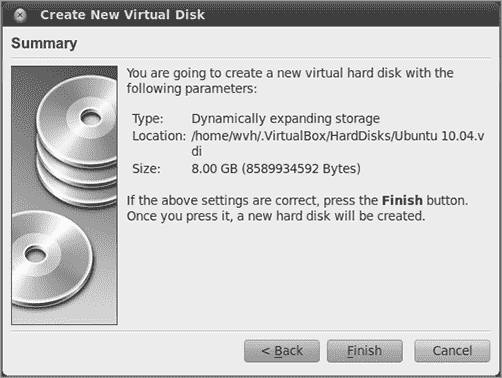 Create New Virtual Disk
Summary
You are going to create a new virtual hard disk with the
following parameters:
Type: Dynamically expanding storage
Location: /home/wvh/.VirtualBox/HardDisks/Ubuntu 10.04.v
di
Size: 8.00 GB (8589934592 Bytes)
If the above settings are correct, press the Finish button.
Once you press it, a new hard disk will be created.
< Back Finish Cancel